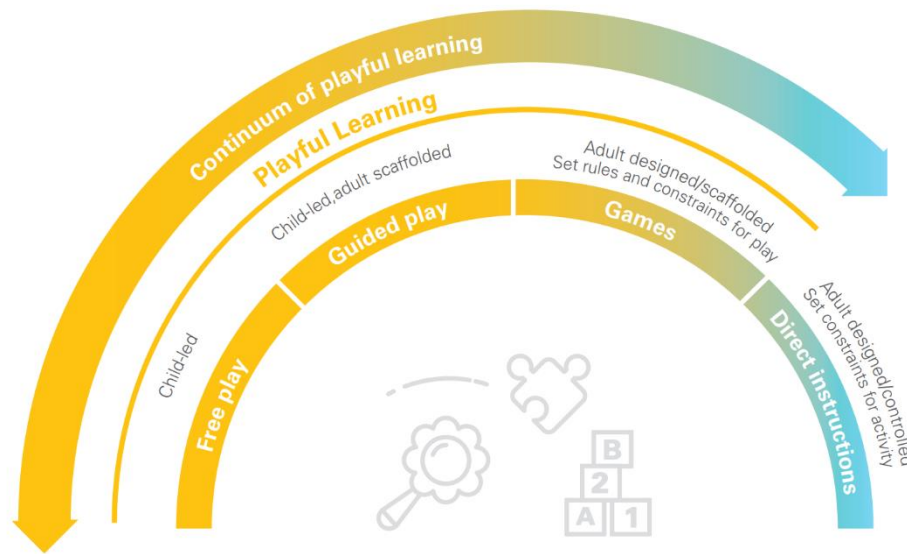 Continuum of playful learning
Playful Learning
Child-led
Child-led,adult scaffolded
Adult designed/scaffolded
Set rules and constraints for play
Adult designed/controlled
Set constraints for activity
Free play
Guided play
Games
Direct instructions
B
2
A 1